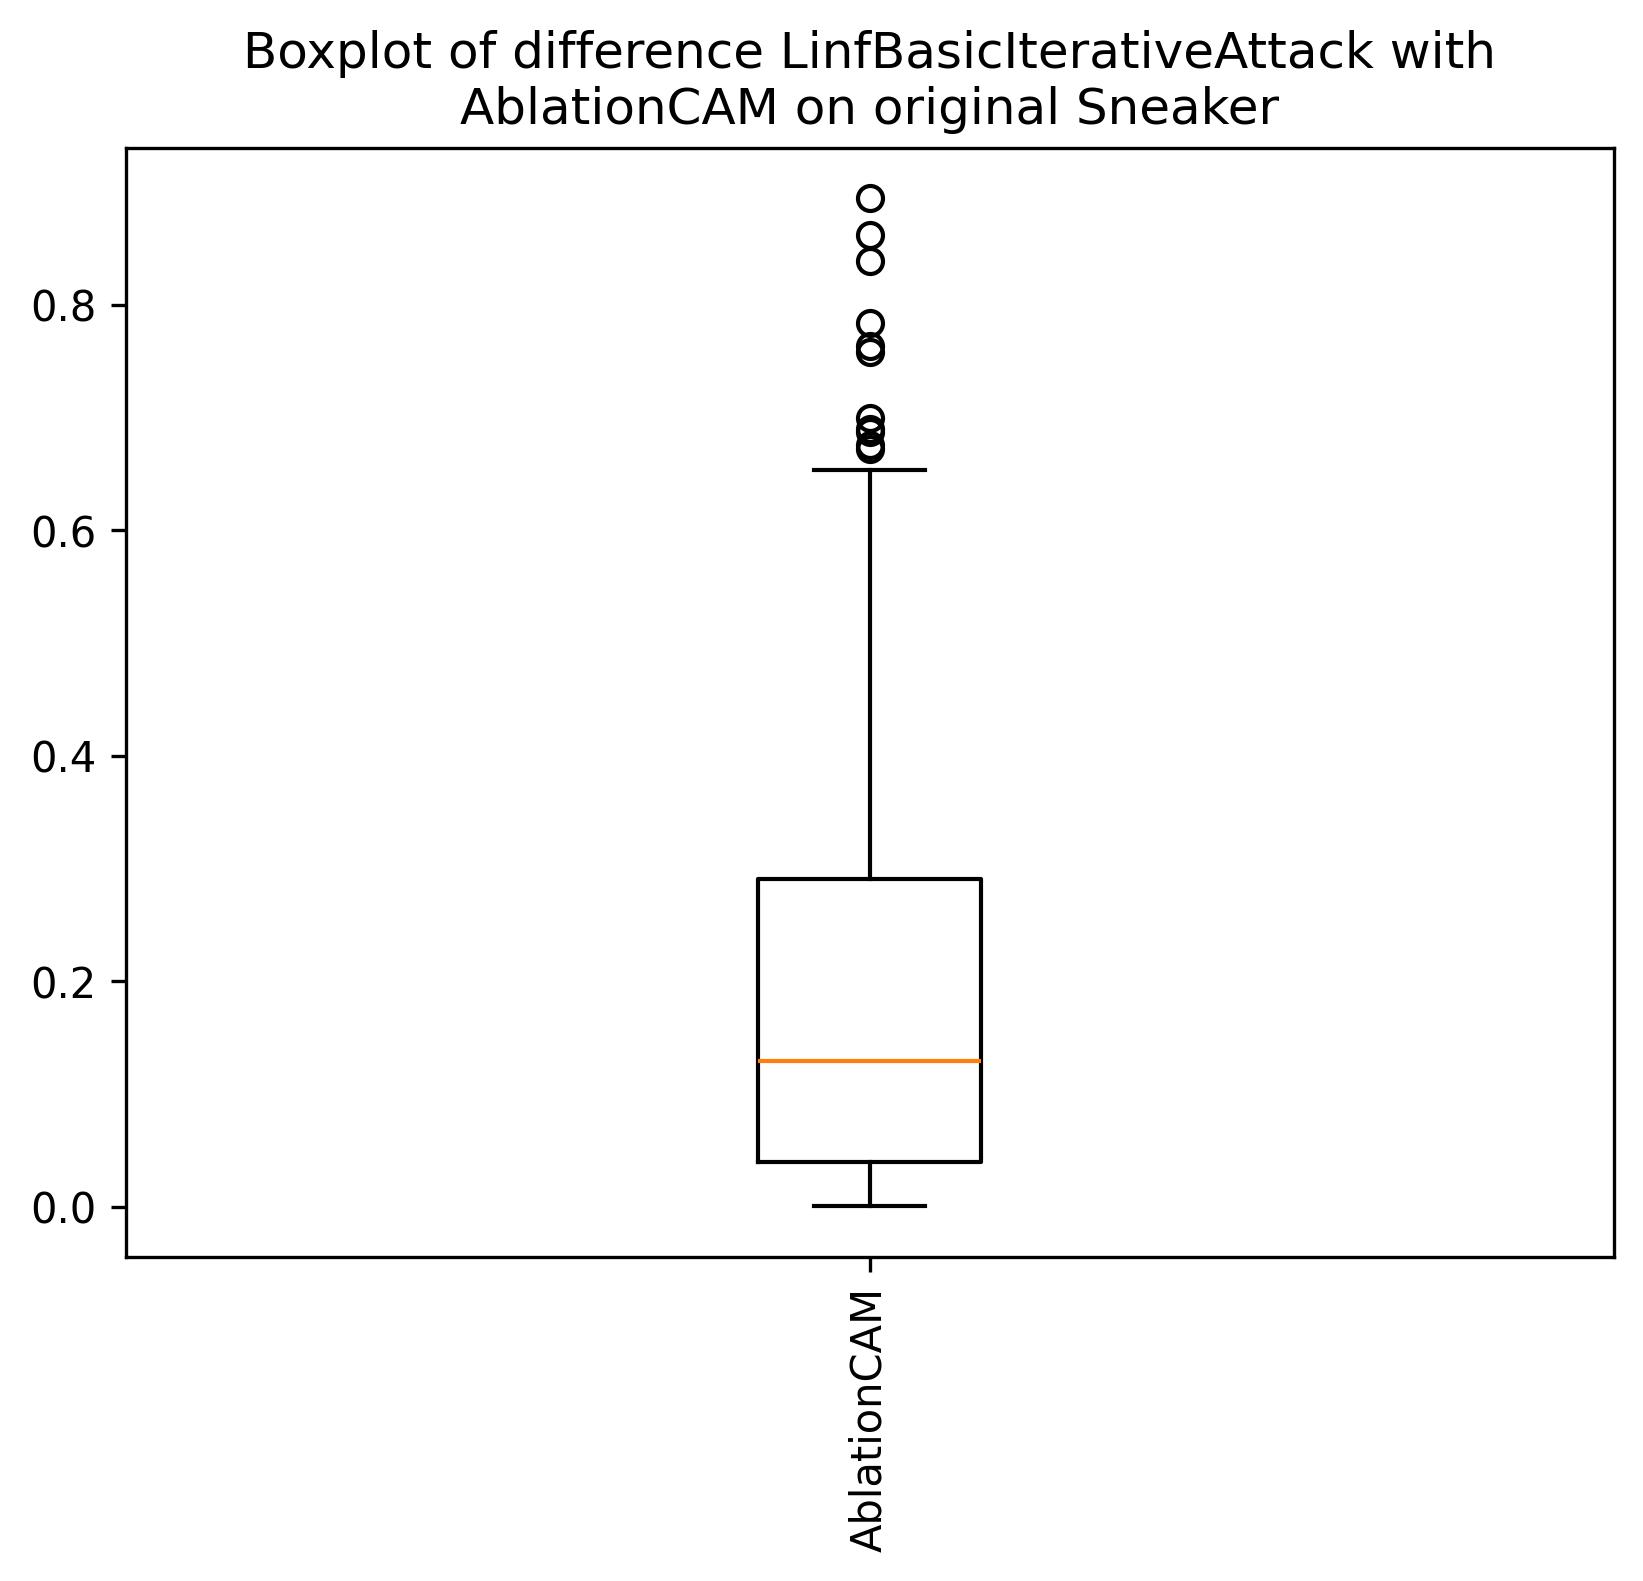 Boxplot of difference LinfBasicIterativeAttack with
AblationCAM on original Sneaker
0.8
0.6
0.4
0.2
0.0
AblationCAM